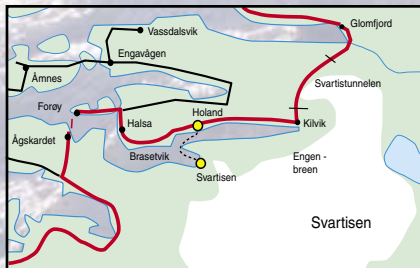 Glomfjord
Vassdalsvik
Engavågen
Åmnes
Svartistunnelen
Forøy
Holand
Halsa
Kilvik
Ågskardet
Brasetvik
Engen -
breen
Svartisen
Svartisen